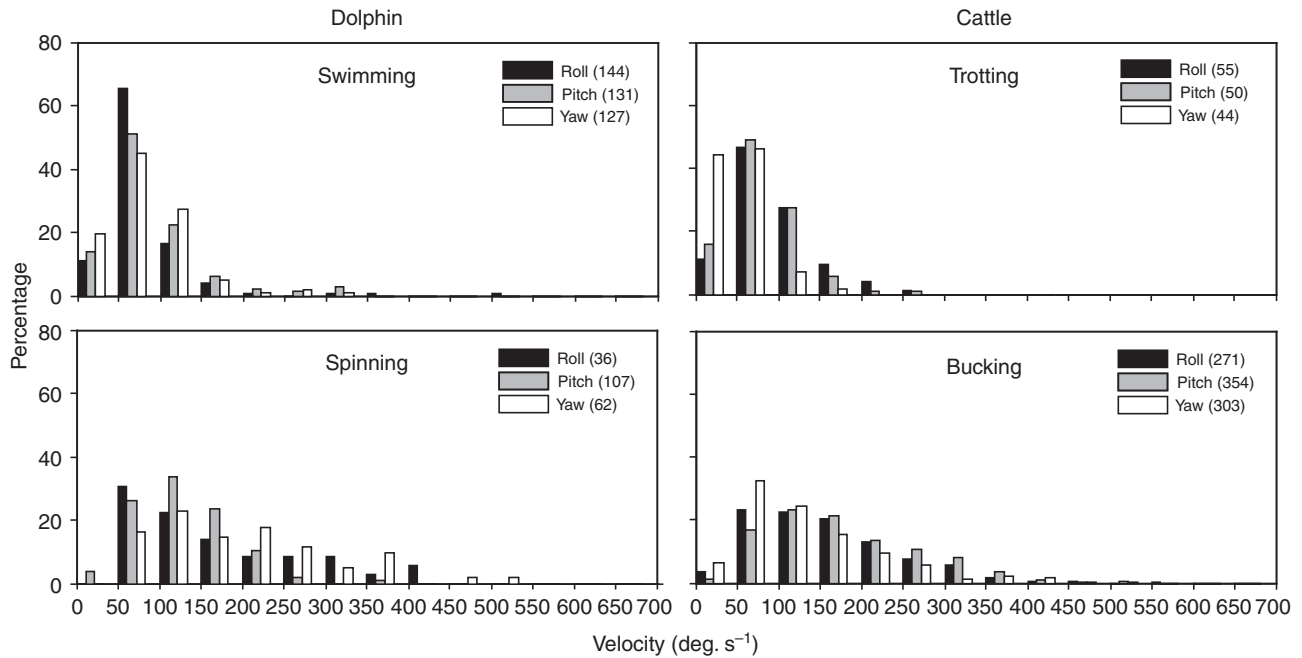 Dolphin
Cattle
80
60
40
20
0
Swimming
Roll (144)
Pitch (131)
Yaw (127)
Trotting
Roll (55)
Pitch (50)
Yaw (44)
Percentage
80
60
40
20
0
Spinning
Roll (36)
Pitch (107)
Yaw (62)
Bucking
Roll (271)
Pitch (354)
Yaw (303)
0 50 100 150 200 250 300 350 400 450 500 550 600 650 700
0 50 100 150 200 250 300 350 400 450 500 550 600 650 700
Velocity (deg. s⁻¹)